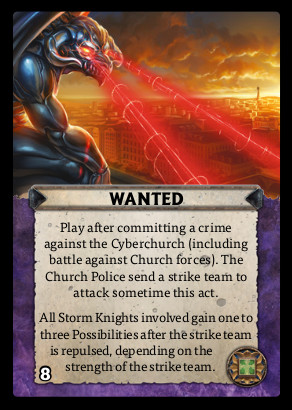 WANTED
Play after committing a crime
against the Cyberchurch (including
battle against Church forces). The
Church Police send a strike team to
attack sometime this act.
All Storm Knights involved gain one to
three Possibilities after the strike team
is repulsed, depending on the
strength of the strike team.
8